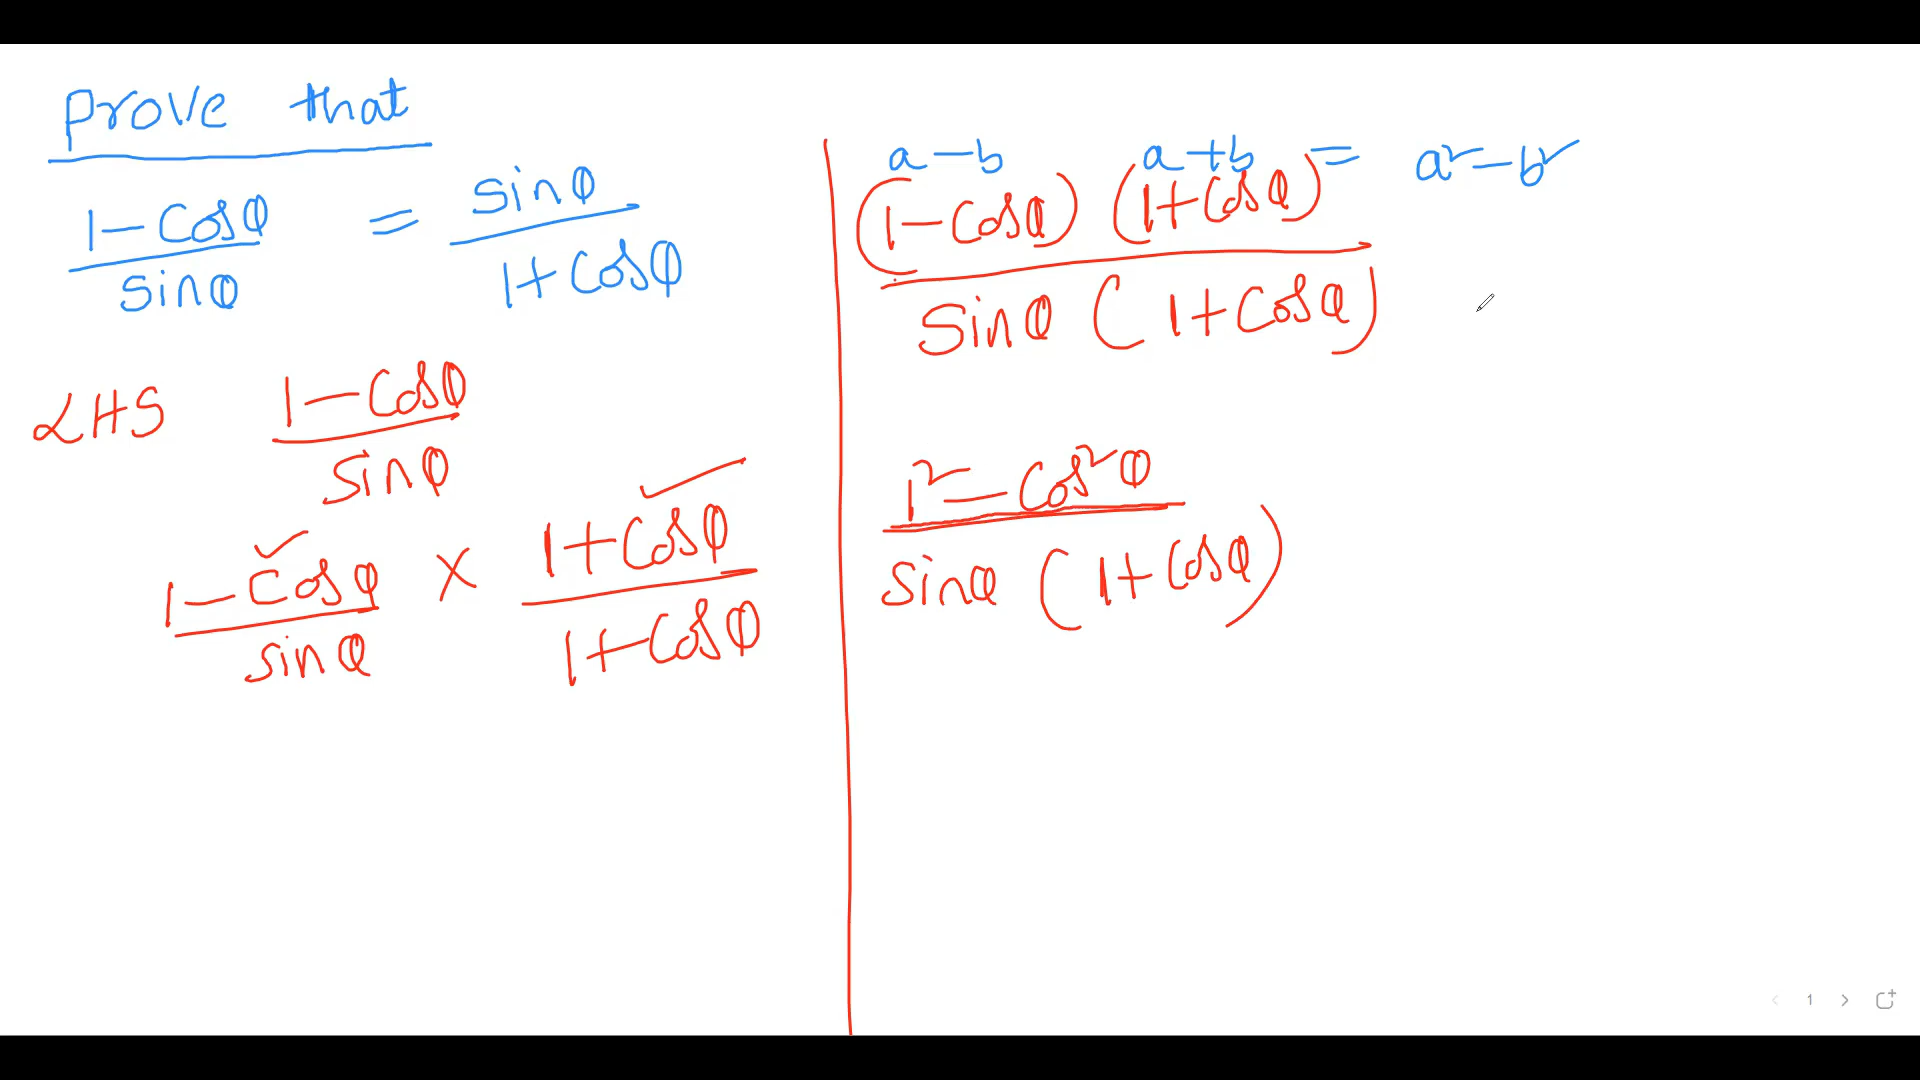 Prove that
1 - Cosθ / sinθ = sinθ / 1 + Cosθ
LHS 1 - Cosθ / sinθ
1 - Cosθ / sinθ × 1 + Cosθ / 1 + Cosθ
a - b a + b = a² - b²
(1 - Cosθ) (1 + Cosθ) / Sinθ (1 + Cosθ)
1² - Cos²θ / Sinθ (1 + Cosθ)
1